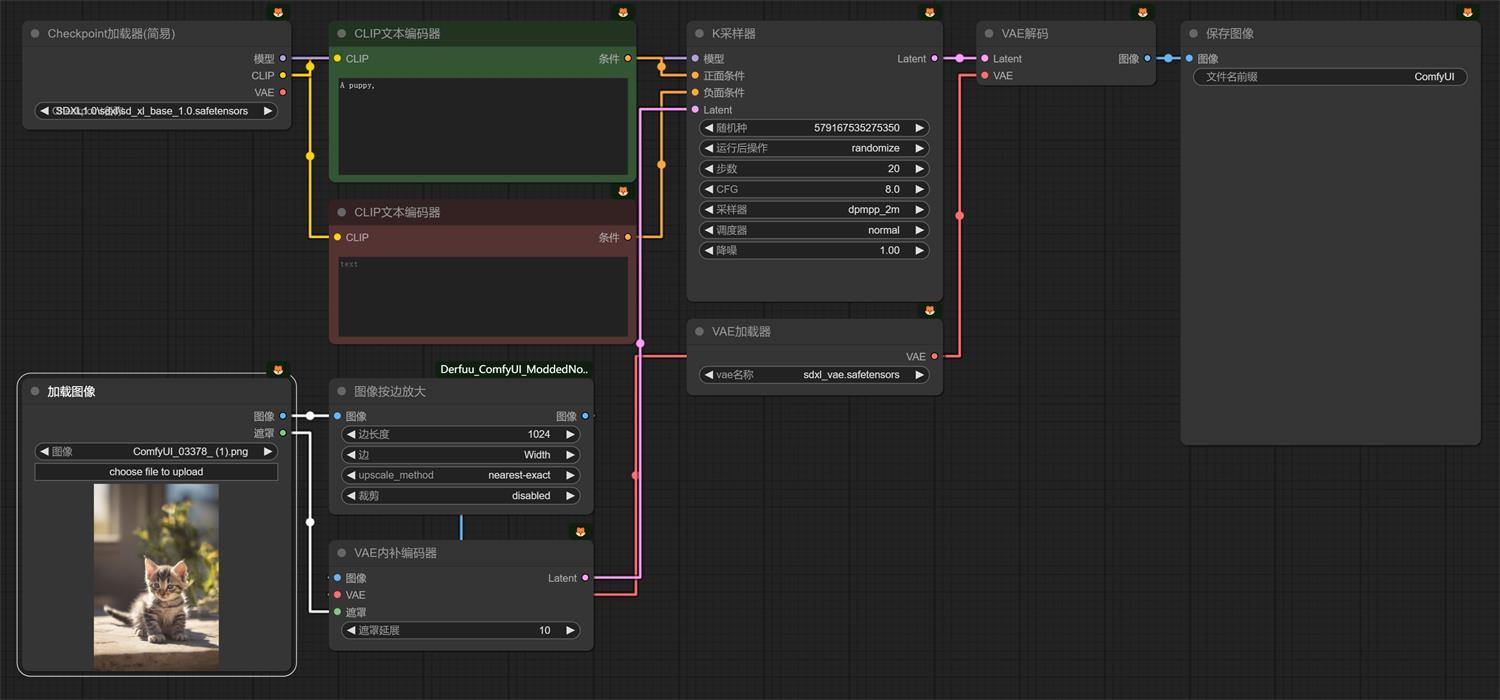 Checkpoint加载器(简易)
模型
CLIP
VAE
SDXL1.0\sdxl\sd_xl_base_1.0.safetensors
CLIP文本编码器
CLIP
条件
A puppy,
CLIP文本编码器
CLIP
条件
text
K采样器
模型
Latent
正面条件
负面条件
Latent
随机种 579167535275350
运行后操作 randomize
步数 20
CFG 8.0
采样器 dpmpp_2m
调度器 normal
降噪 1.00
VAE加载器
VAE
vae名称 sdxl_vae.safetensors
VAE解码
Latent
图像
VAE
保存图像
图像
文件名前缀 ComfyUI
加载图像
图像
遮罩
图像 ComfyUI_03378_ (1).png
choose file to upload
Derfuu_ComfyUI_ModdedNo..
图像按边放大
图像
图像
边长度 1024
边 Width
upscale_method nearest-exact
裁剪 disabled
VAE内补编码器
图像
Latent
VAE
遮罩
遮罩延展 10